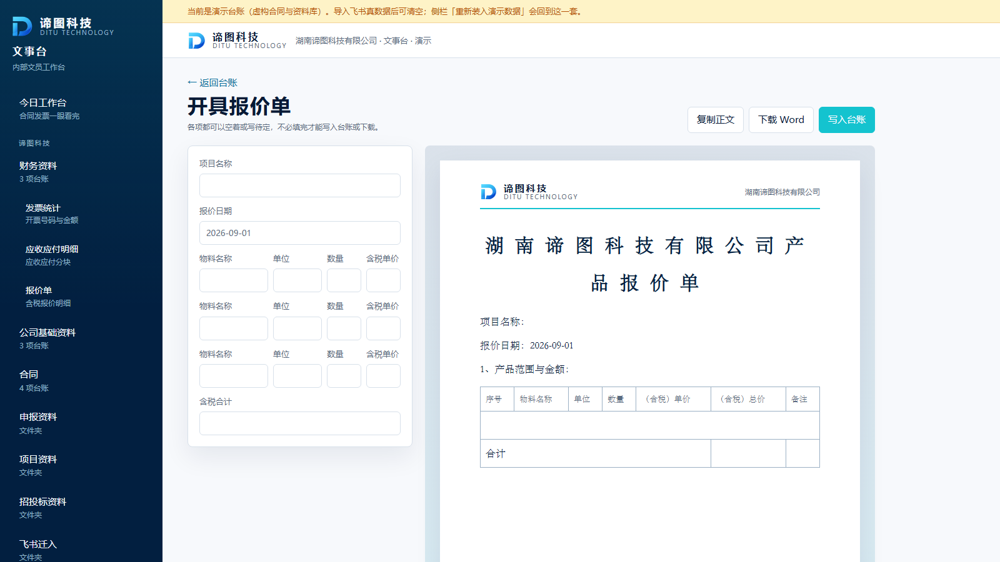 谛图科技
DITU TECHNOLOGY
文事台
内部文员工作台
今日工作台
合同发票一眼看完
谛图科技
财务资料
3 项台账
发票统计
开票号码与金额
应收应付明细
应收应付分块
报价单
含税报价明细
公司基础资料
3 项台账
合同
4 项台账
申报资料
文件夹
项目资料
文件夹
招投标资料
文件夹
飞书迁入
文件夹
当前是演示台账（虚构合同与资料库）。导入飞书真数据后可清空；侧栏「重新装入演示数据」会回到这一套。
谛图科技
DITU TECHNOLOGY
湖南谛图科技有限公司 · 文事台 · 演示
← 返回台账
开具报价单
各项都可以空着或写待定，不必填完才能写入台账或下载。
复制正文 下载 Word 写入台账
项目名称
报价日期
2026-09-01
物料名称 单位 数量 含税单价
物料名称 单位 数量 含税单价
物料名称 单位 数量 含税单价
含税合计
谛图科技
DITU TECHNOLOGY
湖南谛图科技有限公司
湖南谛图科技有限公司产
品报价单
项目名称：
报价日期：2026-09-01
1、产品范围与金额：
序号 物料名称 单位 数量 （含税）单价 （含税）总价 备注
合计